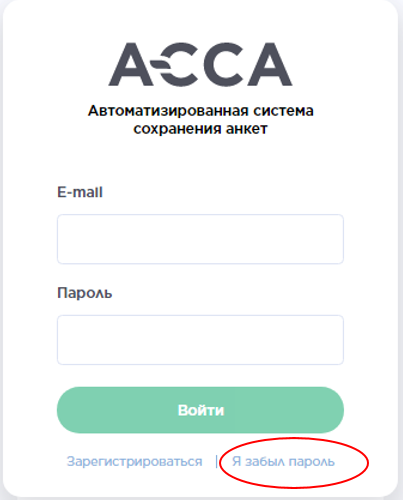 АССА
Автоматизированная система
сохранения анкет
E-mail
Пароль
Войти
Зарегистрироваться | Я забыл пароль